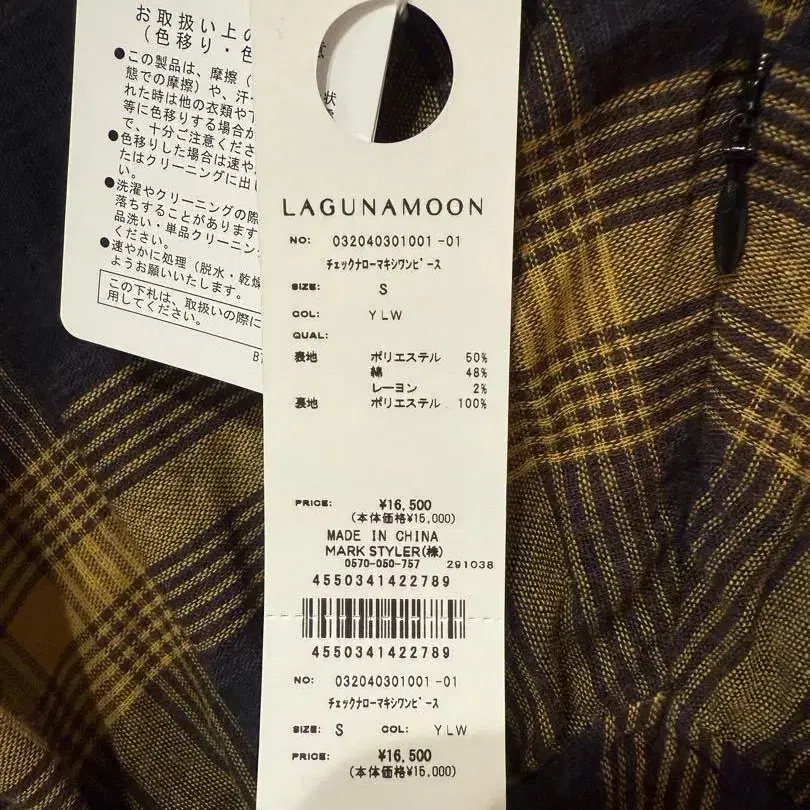 お取扱い上の
(色移り・色
●この製品は、摩擦(
態での摩擦)や、汗
れた時は他の衣類や下
等に色移りする場合が
で、十分ご注意くださ
●色移りした場合は速や
たはクリーニングに出し
い。
●洗濯やクリーニングの際
落ちすることがあります
品洗い・単品クリーニン
ください。
●速やかに処理(脱水・乾燥
ようお願いいたします。
この下札は、取扱いの際に
用してください。
状
LAGUNAMOON
NO: 032040301001-01
チェックナローマキシワンピース
SIZE: S
COL: YLW
QUAL:
表地 ポリエステル 50%
綿 48%
レーヨン 2%
裏地 ポリエステル 100%
PRICE: ¥16,500
(本体価格¥15,000)
MADE IN CHINA
MARK STYLER(株)
0570-050-757 291038
4550341422789
4550341422789
NO: 032040301001-01
チェックナローマキシワンピース
SIZE: S COL: YLW
PRICE: ¥16,500
(本体価格¥15,000)